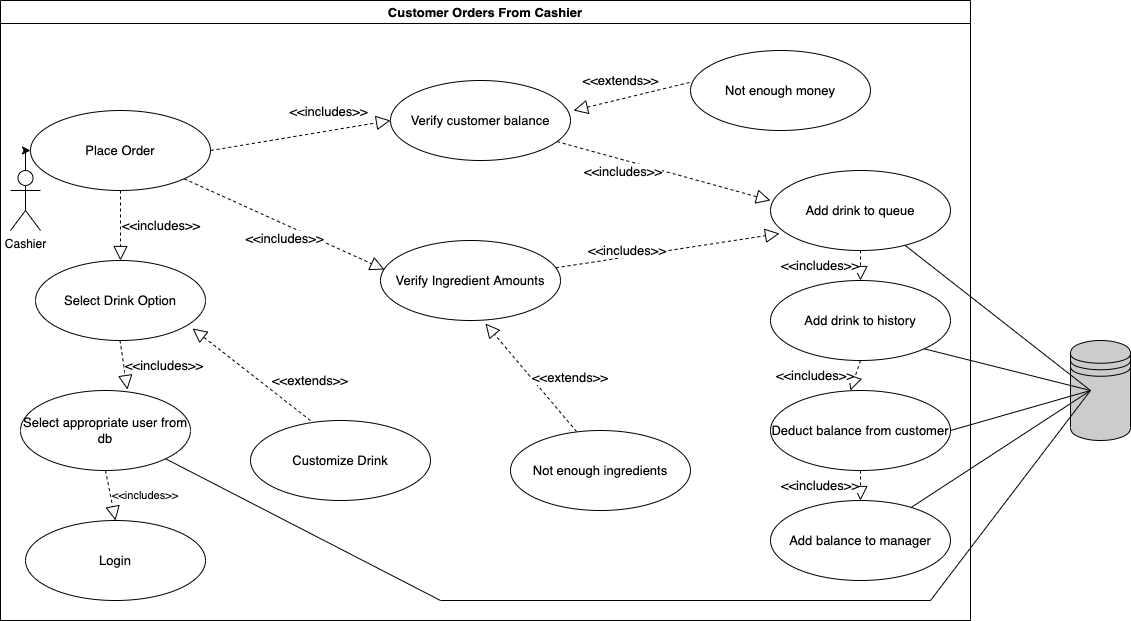 Customer Orders From Cashier
<<extends>>
Not enough money
<<includes>>
Verify customer balance
Place Order
<<includes>>
Add drink to queue
<<includes>>
Cashier
<<includes>>
<<includes>>
<<includes>>
Verify Ingredient Amounts
Select Drink Option
Add drink to history
<<includes>>
<<extends>>
<<extends>>
<<includes>>
Select appropriate user from
db
Deduct balance from customer
Customize Drink
Not enough ingredients
<<includes>>
<<includes>>
Add balance to manager
Login